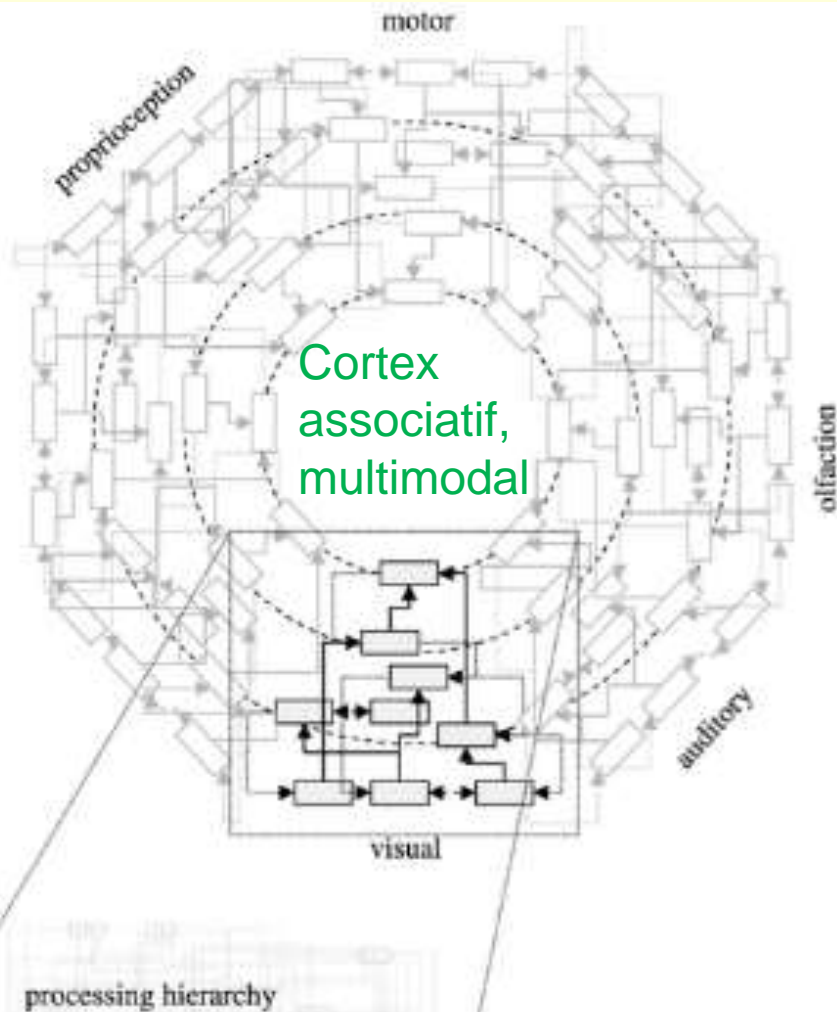 motor
proprioception
Cortex
associatif,
multimodal
olfaction
auditory
visual
processing hierarchy